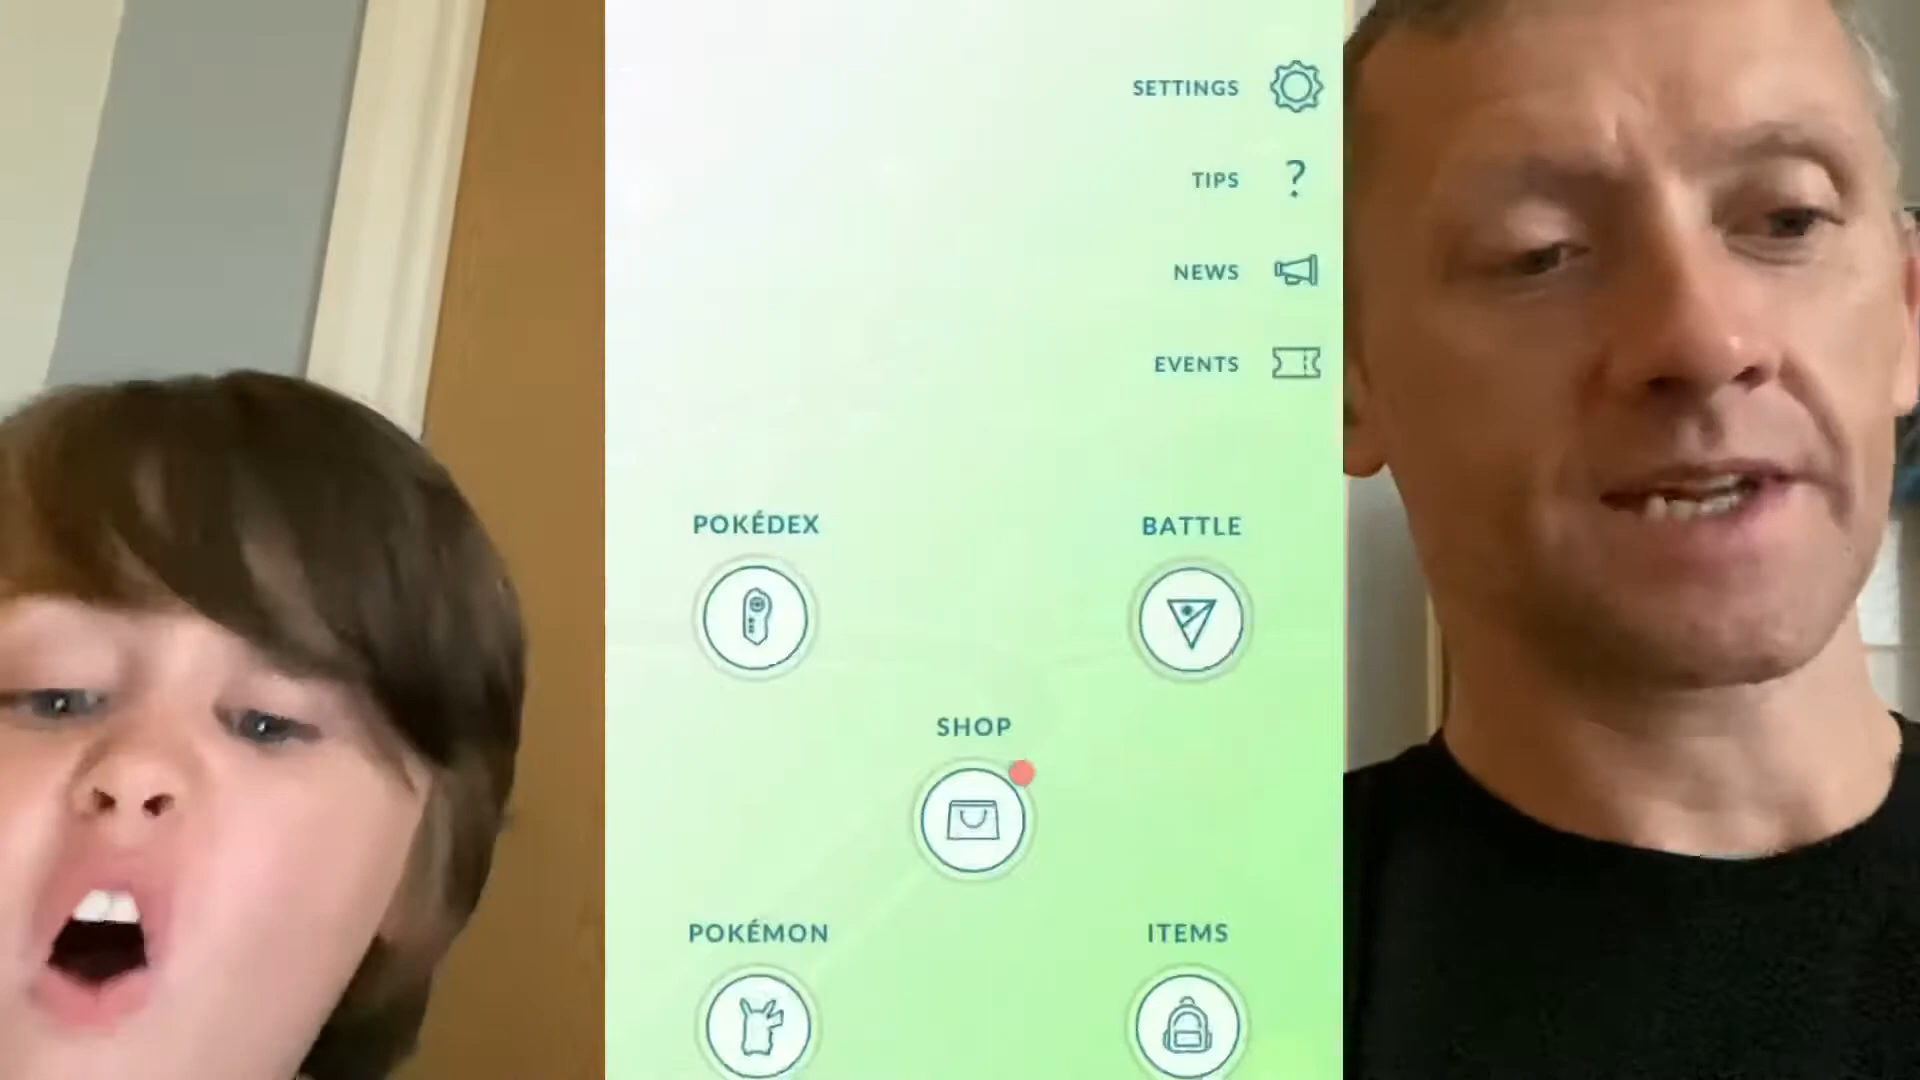 SETTINGS
TIPS
?
NEWS
EVENTS
POKÉDEX
BATTLE
SHOP
POKÉMON
ITEMS